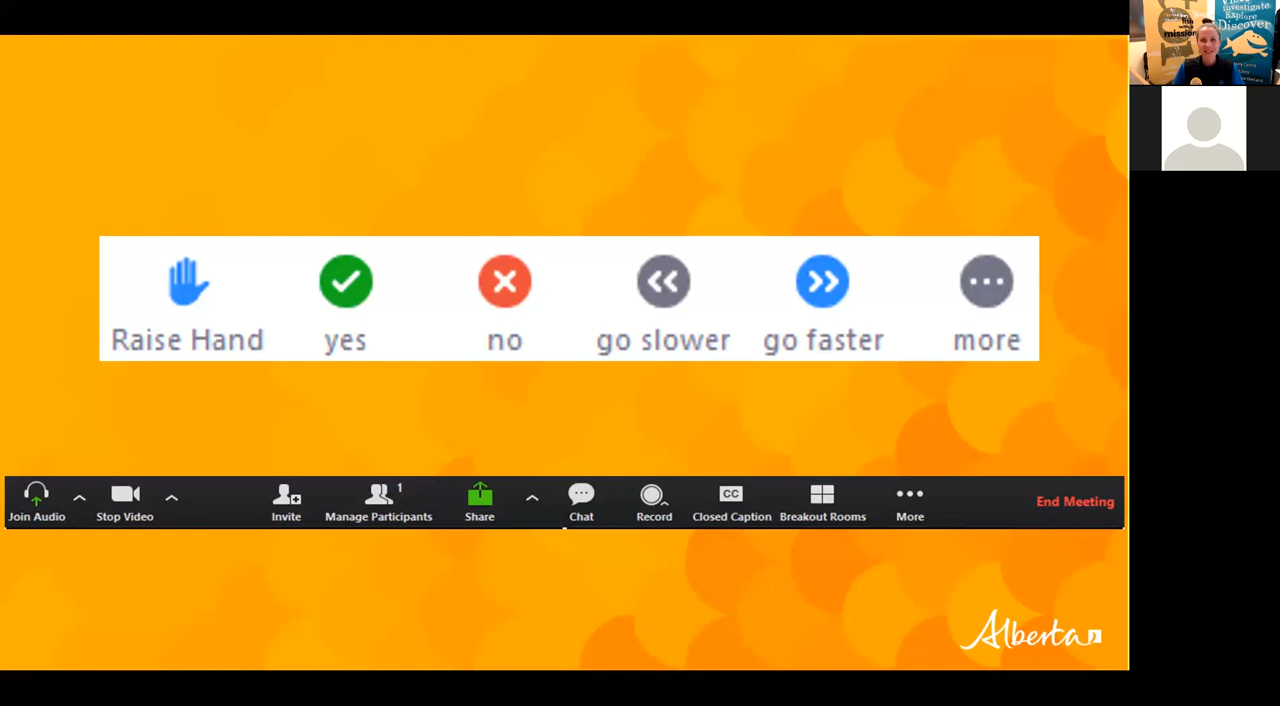 Raise Hand yes no go slower go faster more
1
Join Audio Stop Video Invite Manage Participants Share Chat Record CC Closed Caption Breakout Rooms More End Meeting
Alberta
mission
Investigate
Explore
Discover